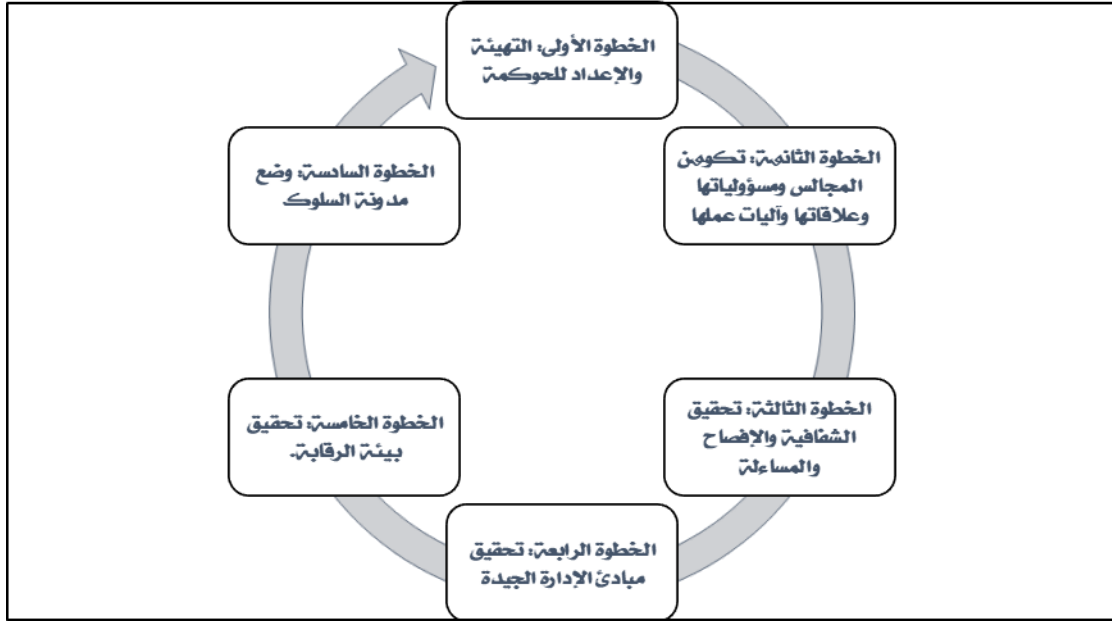 الخطوة الأولى: التهيئة
والإعداد للحوكمة
الخطوة الثانية: تكوين
المجالس ومسؤولياتها
وعلاقاتها وآليات عملها
الخطوة الثالثة: تحقيق
الشفافية والإفصاح
والمساءلة
الخطوة الرابعة: تحقيق
مبادئ الإدارة الجيدة
الخطوة الخامسة: تحقيق
بيئة الرقابة.
الخطوة السادسة: وضع
مدونة السلوك